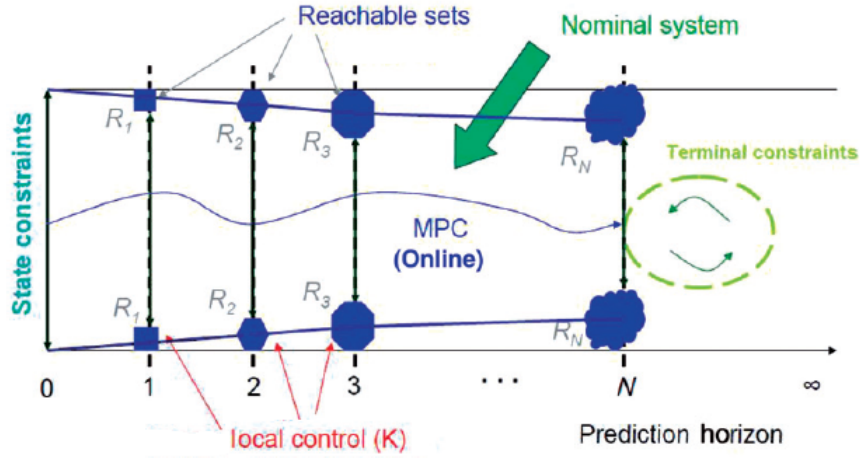 Reachable sets
Nominal system
R1
R2
R3
RN
Terminal constraints
State constraints
MPC
(Online)
R1
R2
R3
RN
0 1 2 3 ... N ∞
local control (K)
Prediction horizon